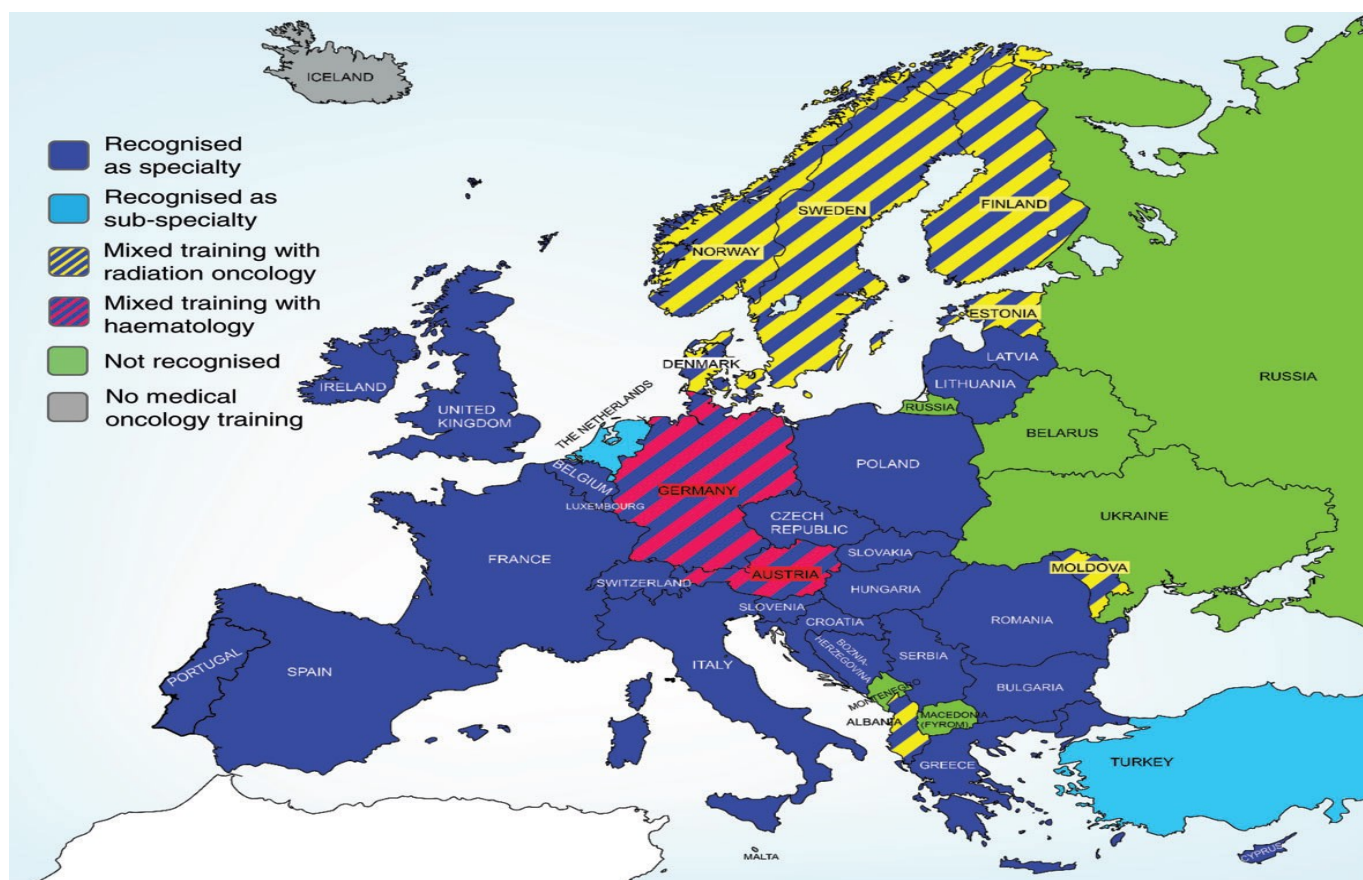 ICELAND
Recognised
as specialty
Recognised as
sub-specialty
Mixed training with
radiation oncology
Mixed training with
haematology
Not recognised
No medical
oncology training
NORWAY
SWEDEN
FINLAND
ESTONIA
LATVIA
LITHUANIA
RUSSIA
RUSSIA
BELARUS
UKRAINE
DENMARK
IRELAND
UNITED
KINGDOM
THE NETHERLANDS
BELGIUM
LUXEMBOURG
GERMANY
POLAND
CZECH
REPUBLIC
SLOVAKIA
AUSTRIA
HUNGARIA
MOLDOVA
FRANCE
SWITZERLAND
SLOVENIA
CROATIA
ROMANIA
BOZNIA-
HERZEGOVINA
SERBIA
PORTUGAL
SPAIN
ITALY
BULGARIA
MONTENEGRO
ALBANIA
MACEDONIA
(FYROM)
GREECE
TURKEY
MALTA
CYPRUS